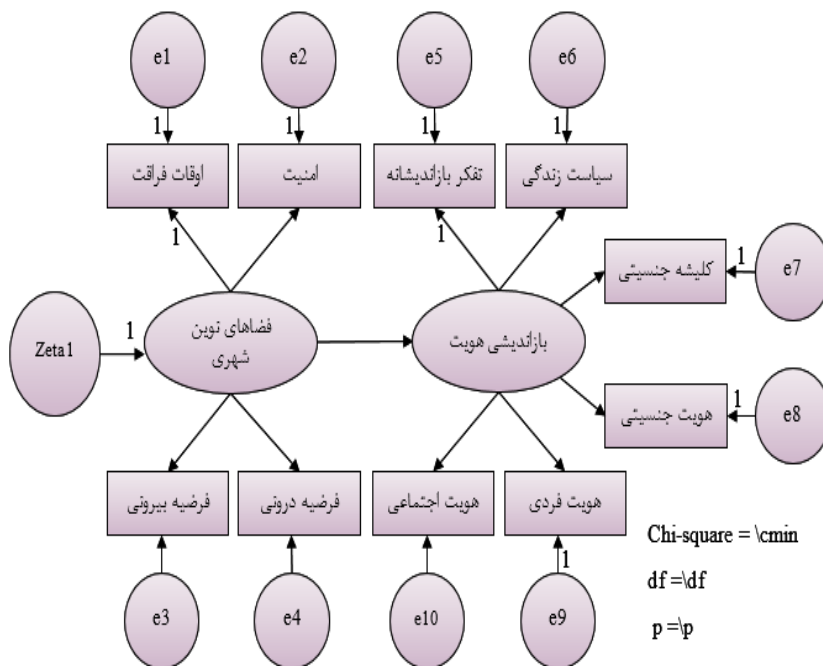 e1
e2
e5
e6
1
1
1
1
اوقات فراقت
امنیت
تفکر بازاندیشانه
سیاست زندگی
1
1
کلیشه جنسیتی
1
e7
Zeta1
1
فضاهای نوین
شهری
بازاندیشی هویت
هویت جنسیتی
1
e8
فرضیه بیرونی
فرضیه درونی
هویت اجتماعی
هویت فردی
1
e3
e4
e10
e9
Chi-square = \cmin
df =\df
p =\p